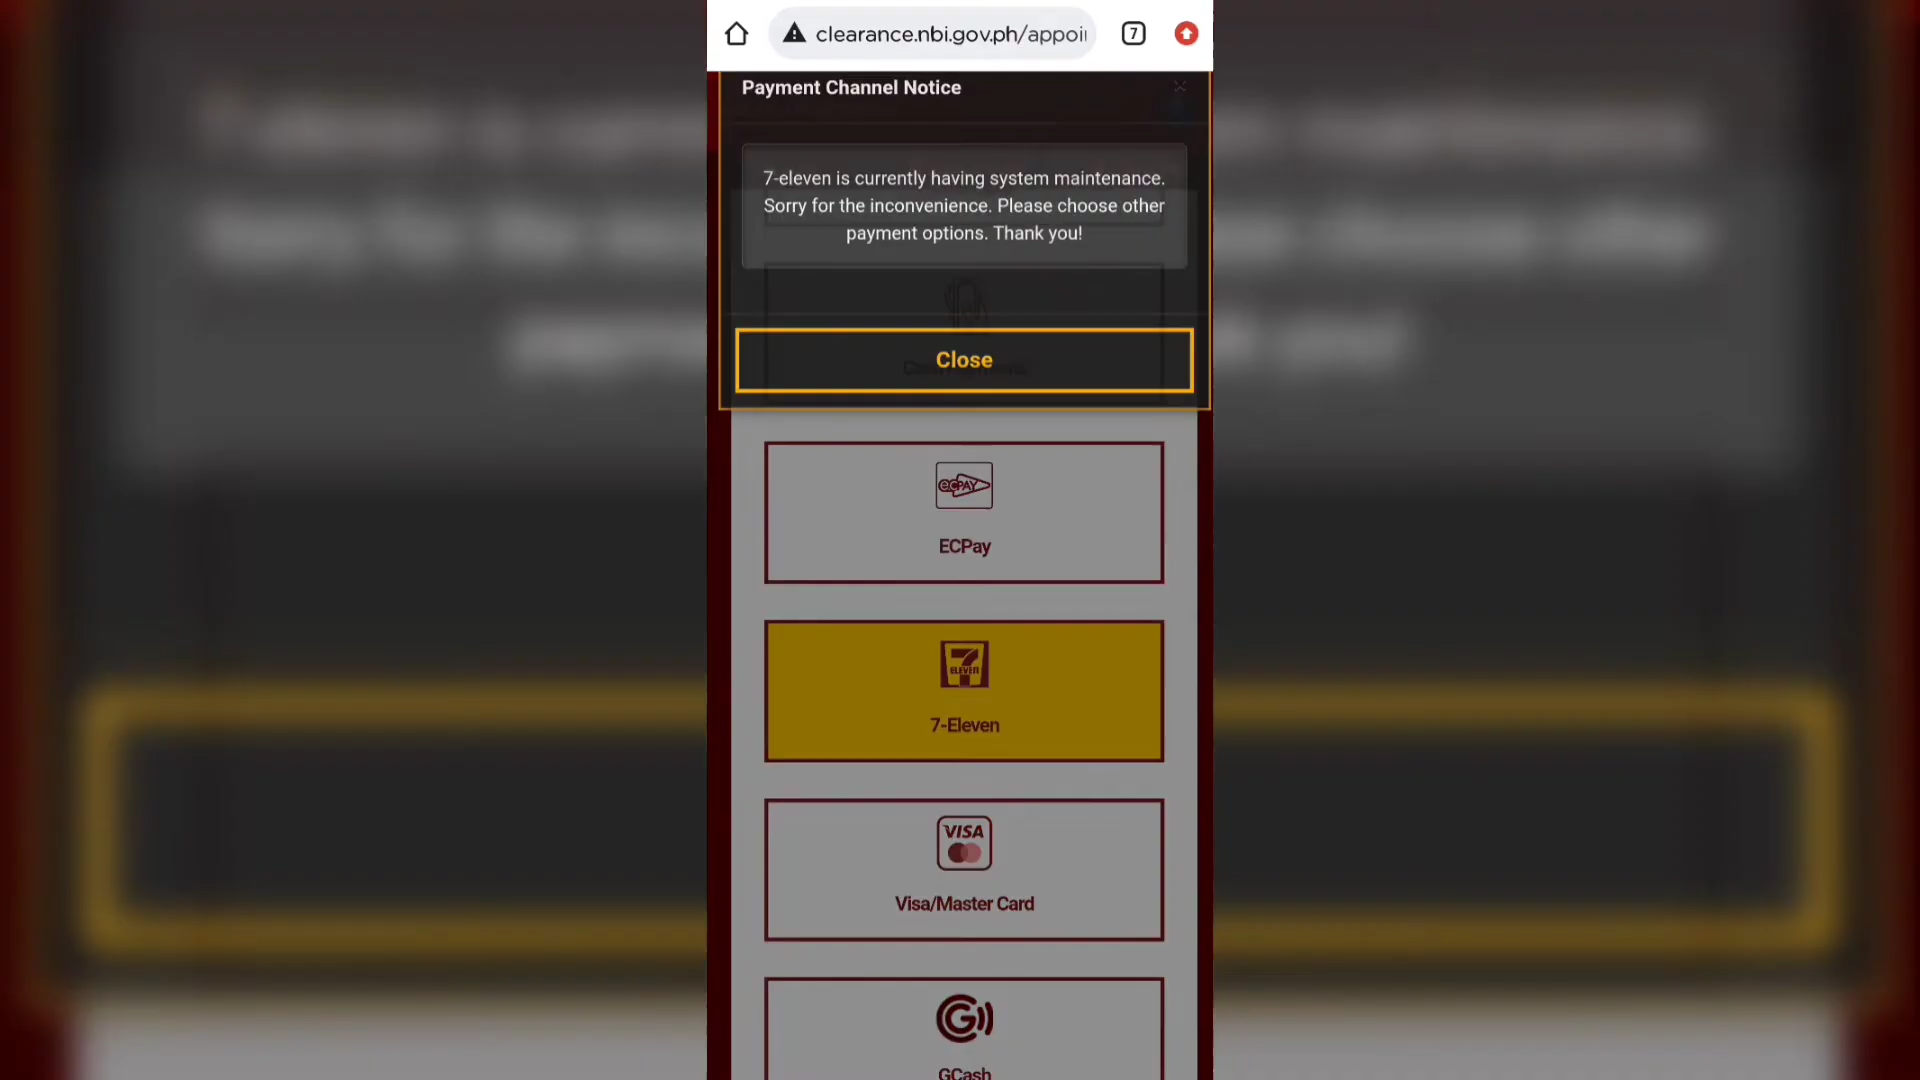 clearance.nbi.gov.ph/appoi
7
Payment Channel Notice
7-eleven is currently having system maintenance.
Sorry for the inconvenience. Please choose other
payment options. Thank you!
Close
ecPAY
ECPay
7
ELEVEN
7-Eleven
VISA
Visa/Master Card
G
GCash